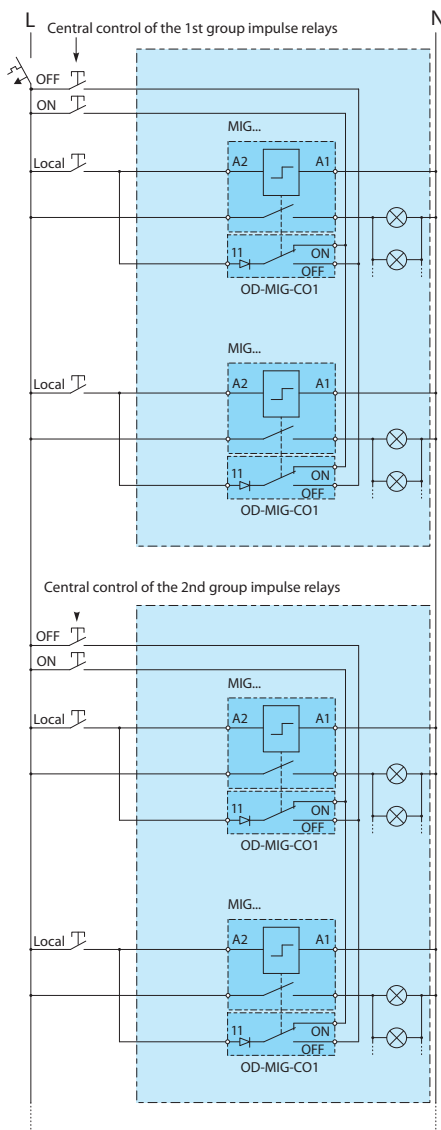 L
N
Central control of the 1st group impulse relays
OFF
ON
MIG...
Local
A2
A1
11
ON
OFF
OD-MIG-CO1
MIG...
Local
A2
A1
11
ON
OFF
OD-MIG-CO1
Central control of the 2nd group impulse relays
OFF
ON
MIG...
Local
A2
A1
11
ON
OFF
OD-MIG-CO1
MIG...
Local
A2
A1
11
ON
OFF
OD-MIG-CO1